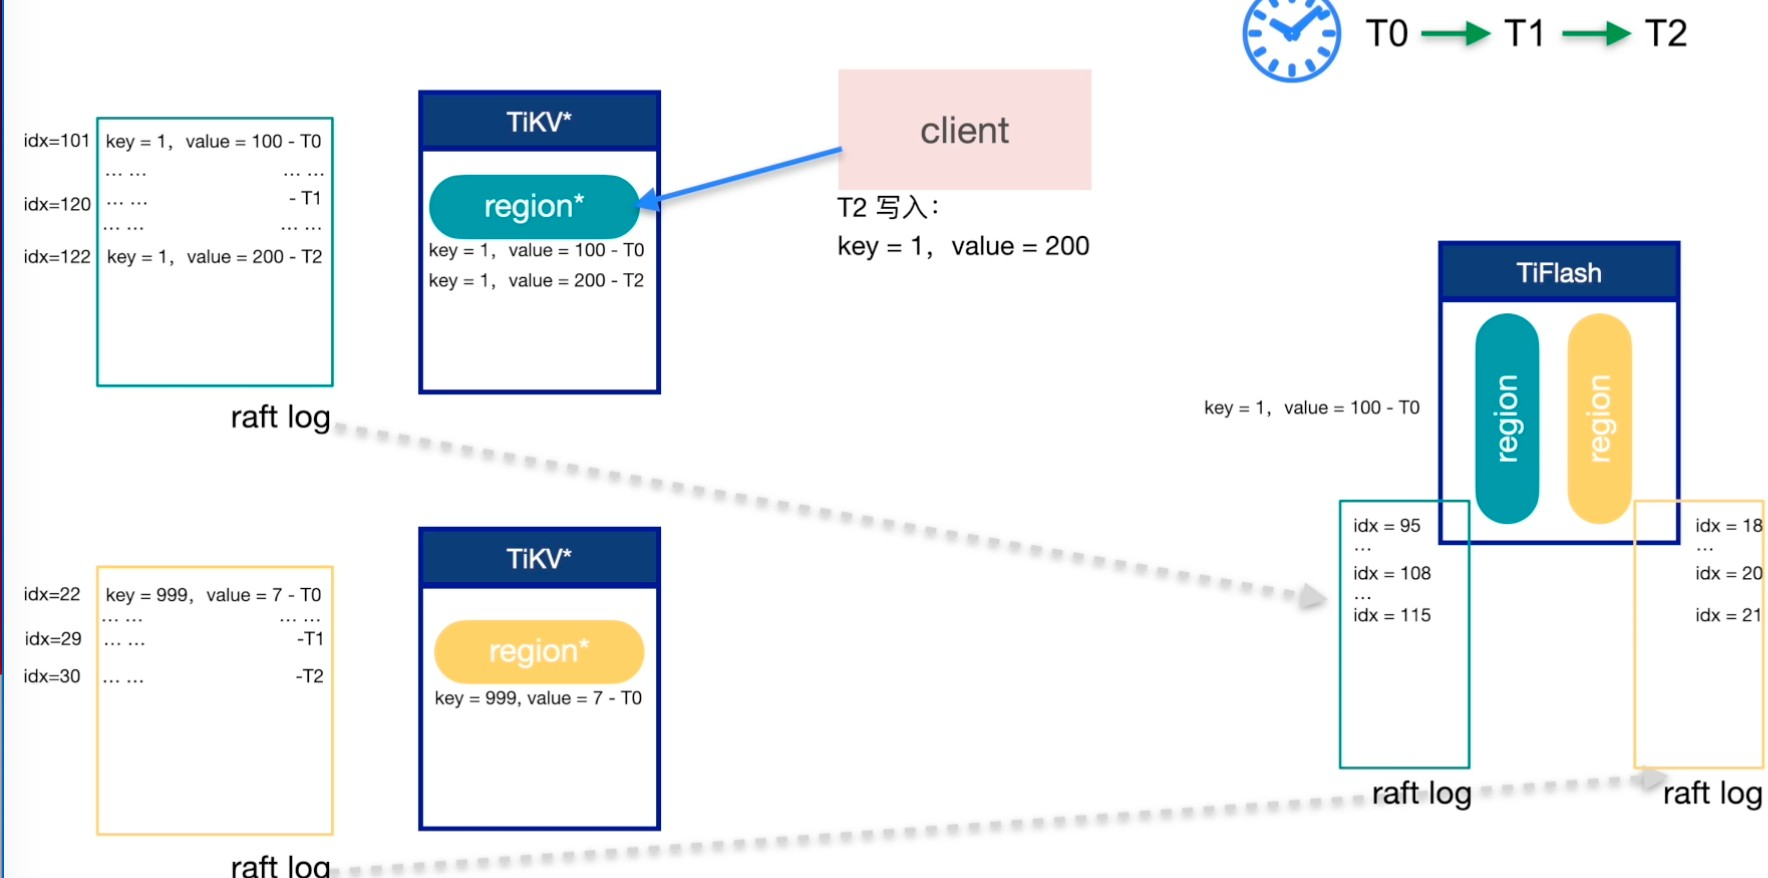 T0 T1 T2
idx=101 key = 1, value = 100 - T0
... ... ... ...
idx=120 ... ... - T1
... ... ... ...
idx=122 key = 1, value = 200 - T2
raft log
TiKV*
region*
key = 1, value = 100 - T0
key = 1, value = 200 - T2
client
T2 写入：
key = 1, value = 200
idx=22 key = 999, value = 7 - T0
... ... ... ...
idx=29 ... ... -T1
idx=30 ... ... -T2
raft log
TiKV*
region*
key = 999, value = 7 - T0
TiFlash
region
region
key = 1, value = 100 - T0
idx = 95
...
idx = 108
...
idx = 115
raft log
idx = 18
...
idx = 20
idx = 21
raft log